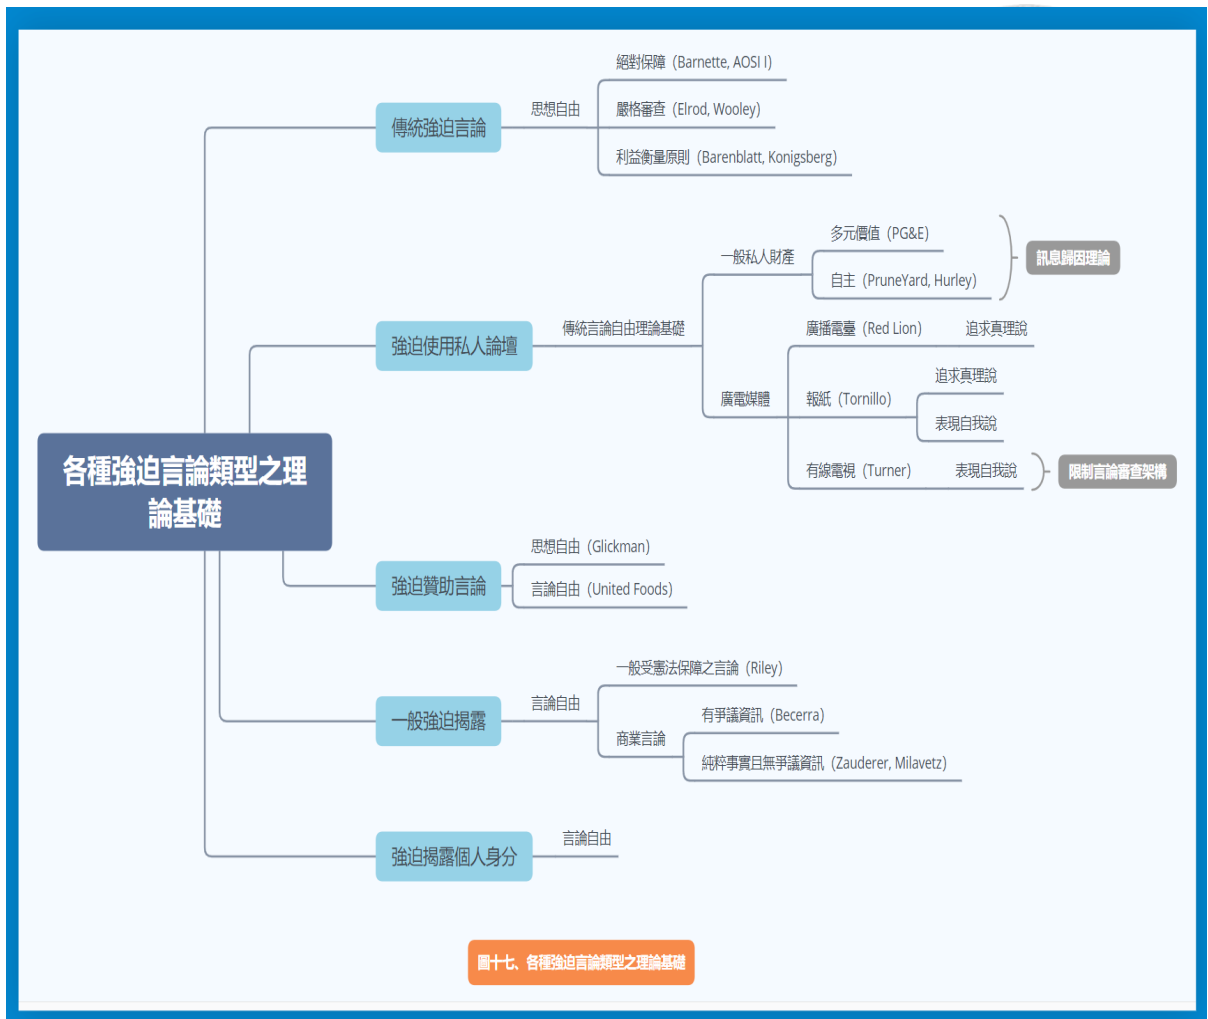 各種強迫言論類型之理
論基礎
傳統強迫言論
思想自由
絕對保障（Barnette, AOSI I）
嚴格審查（Elrod, Wooley）
利益衡量原則（Barenblatt, Konigsberg）
強迫使用私人論壇
傳統言論自由理論基礎
一般私人財產
多元價值（PG&E）
自主（PruneYard, Hurley）
訊息歸因理論
廣電媒體
廣播電臺（Red Lion）
追求真理說
報紙（Tornillo）
追求真理說
表現自我說
有線電視（Turner）
表現自我說
限制言論審查架構
強迫贊助言論
思想自由（Glickman）
言論自由（United Foods）
一般強迫揭露
言論自由
一般受憲法保障之言論（Riley）
商業言論
有爭議資訊（Becerra）
純粹事實且無爭議資訊（Zauderer, Milavetz）
強迫揭露個人身分
言論自由
圖十七、各種強迫言論類型之理論基礎